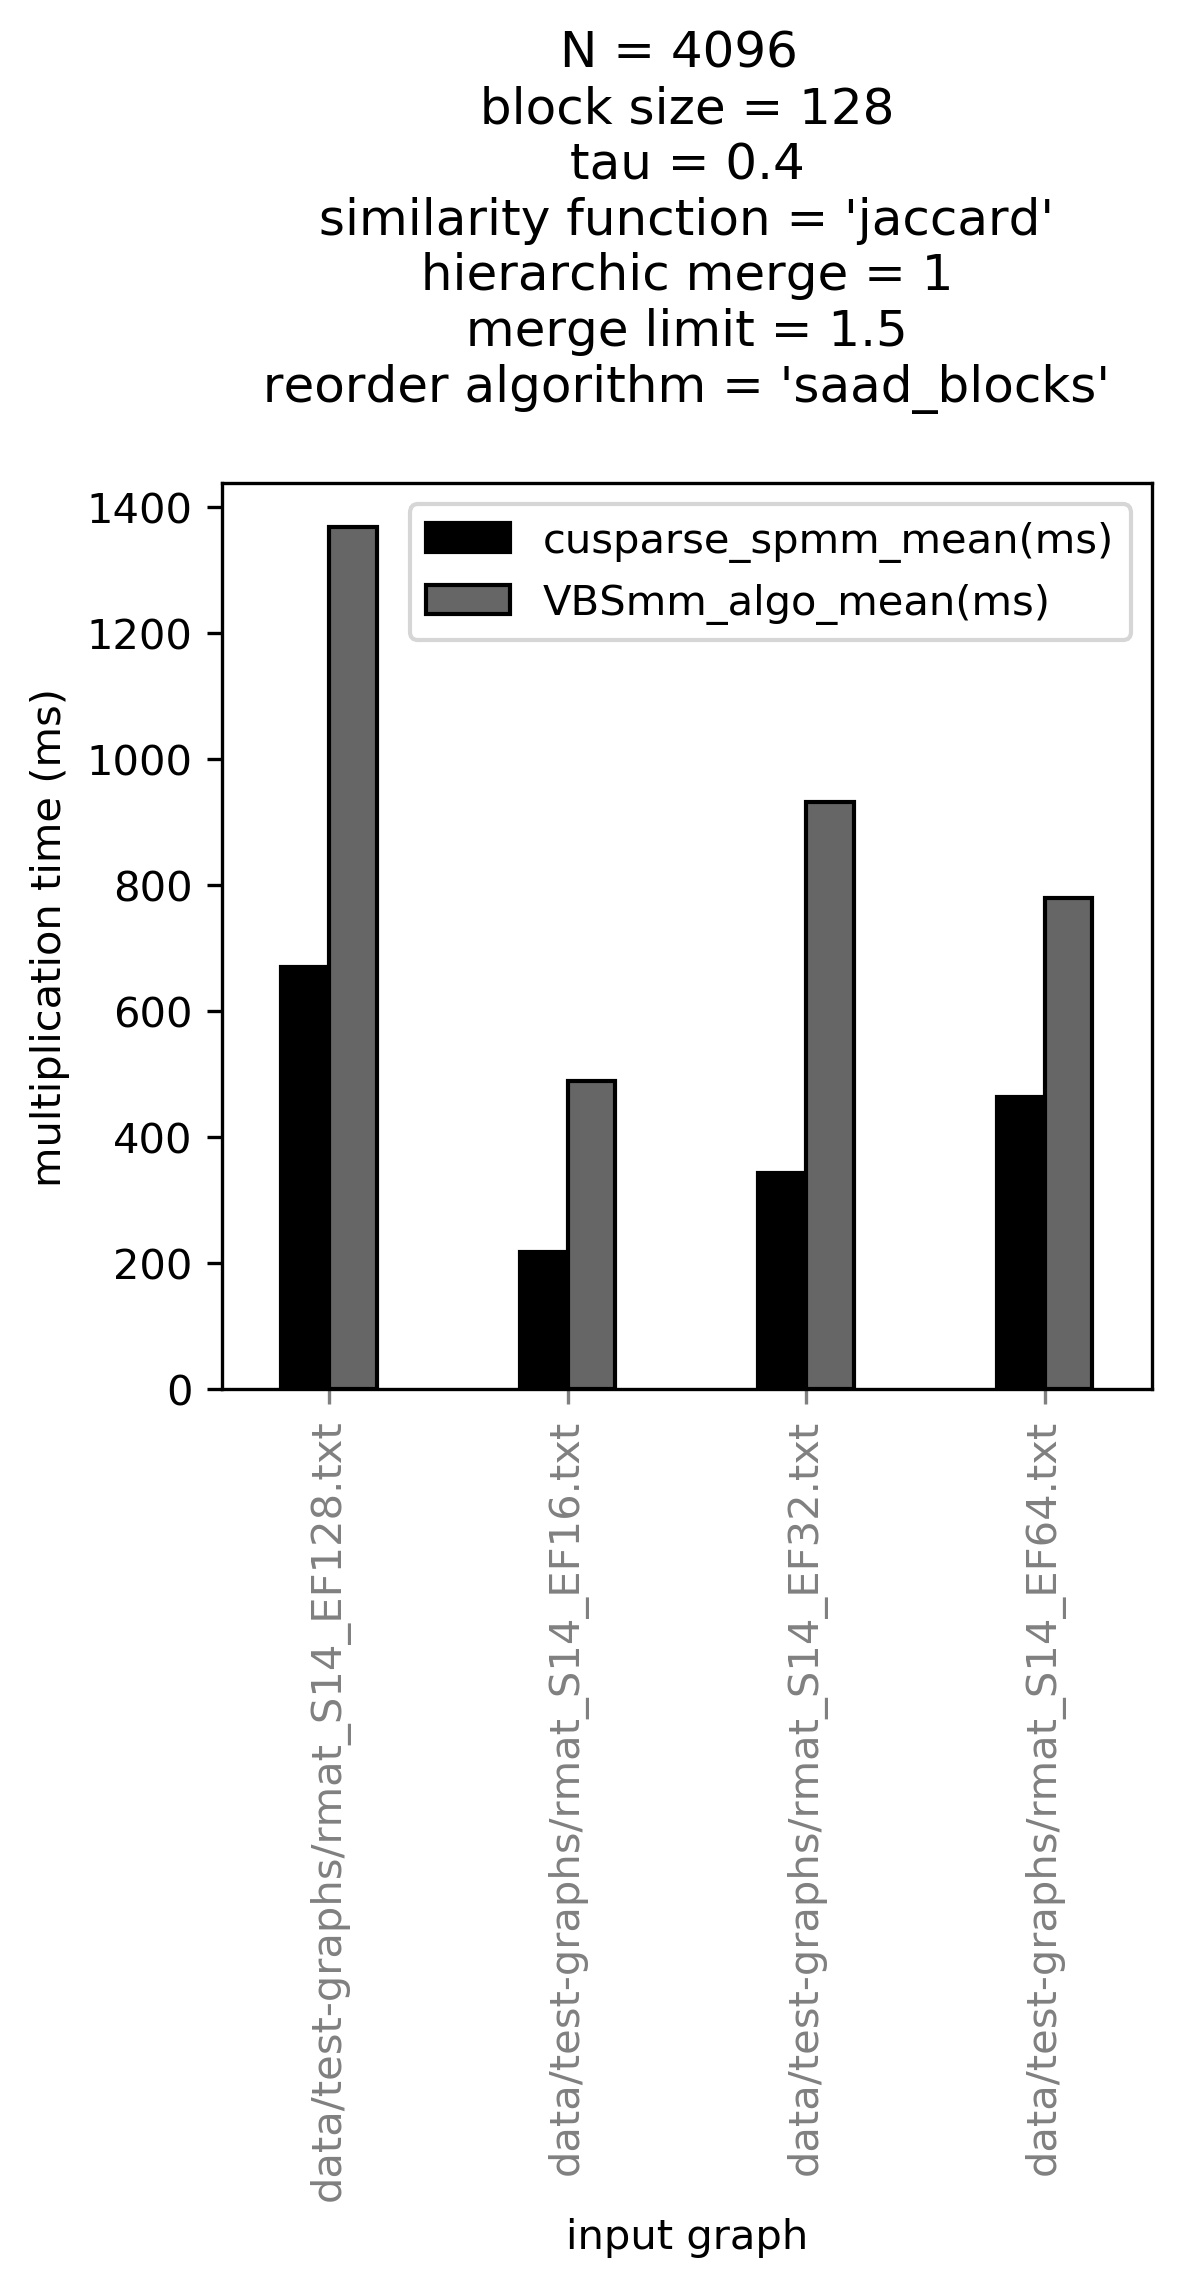 N = 4096
block size = 128
tau = 0.4
similarity function = 'jaccard'
hierarchic merge = 1
merge limit = 1.5
reorder algorithm = 'saad_blocks'
cusparse_spmm_mean(ms)
VBSmm_algo_mean(ms)
multiplication time (ms)
1400
1200
1000
800
600
400
200
0
data/test-graphs/rmat_S14_EF128.txt
data/test-graphs/rmat_S14_EF16.txt
data/test-graphs/rmat_S14_EF32.txt
data/test-graphs/rmat_S14_EF64.txt
input graph